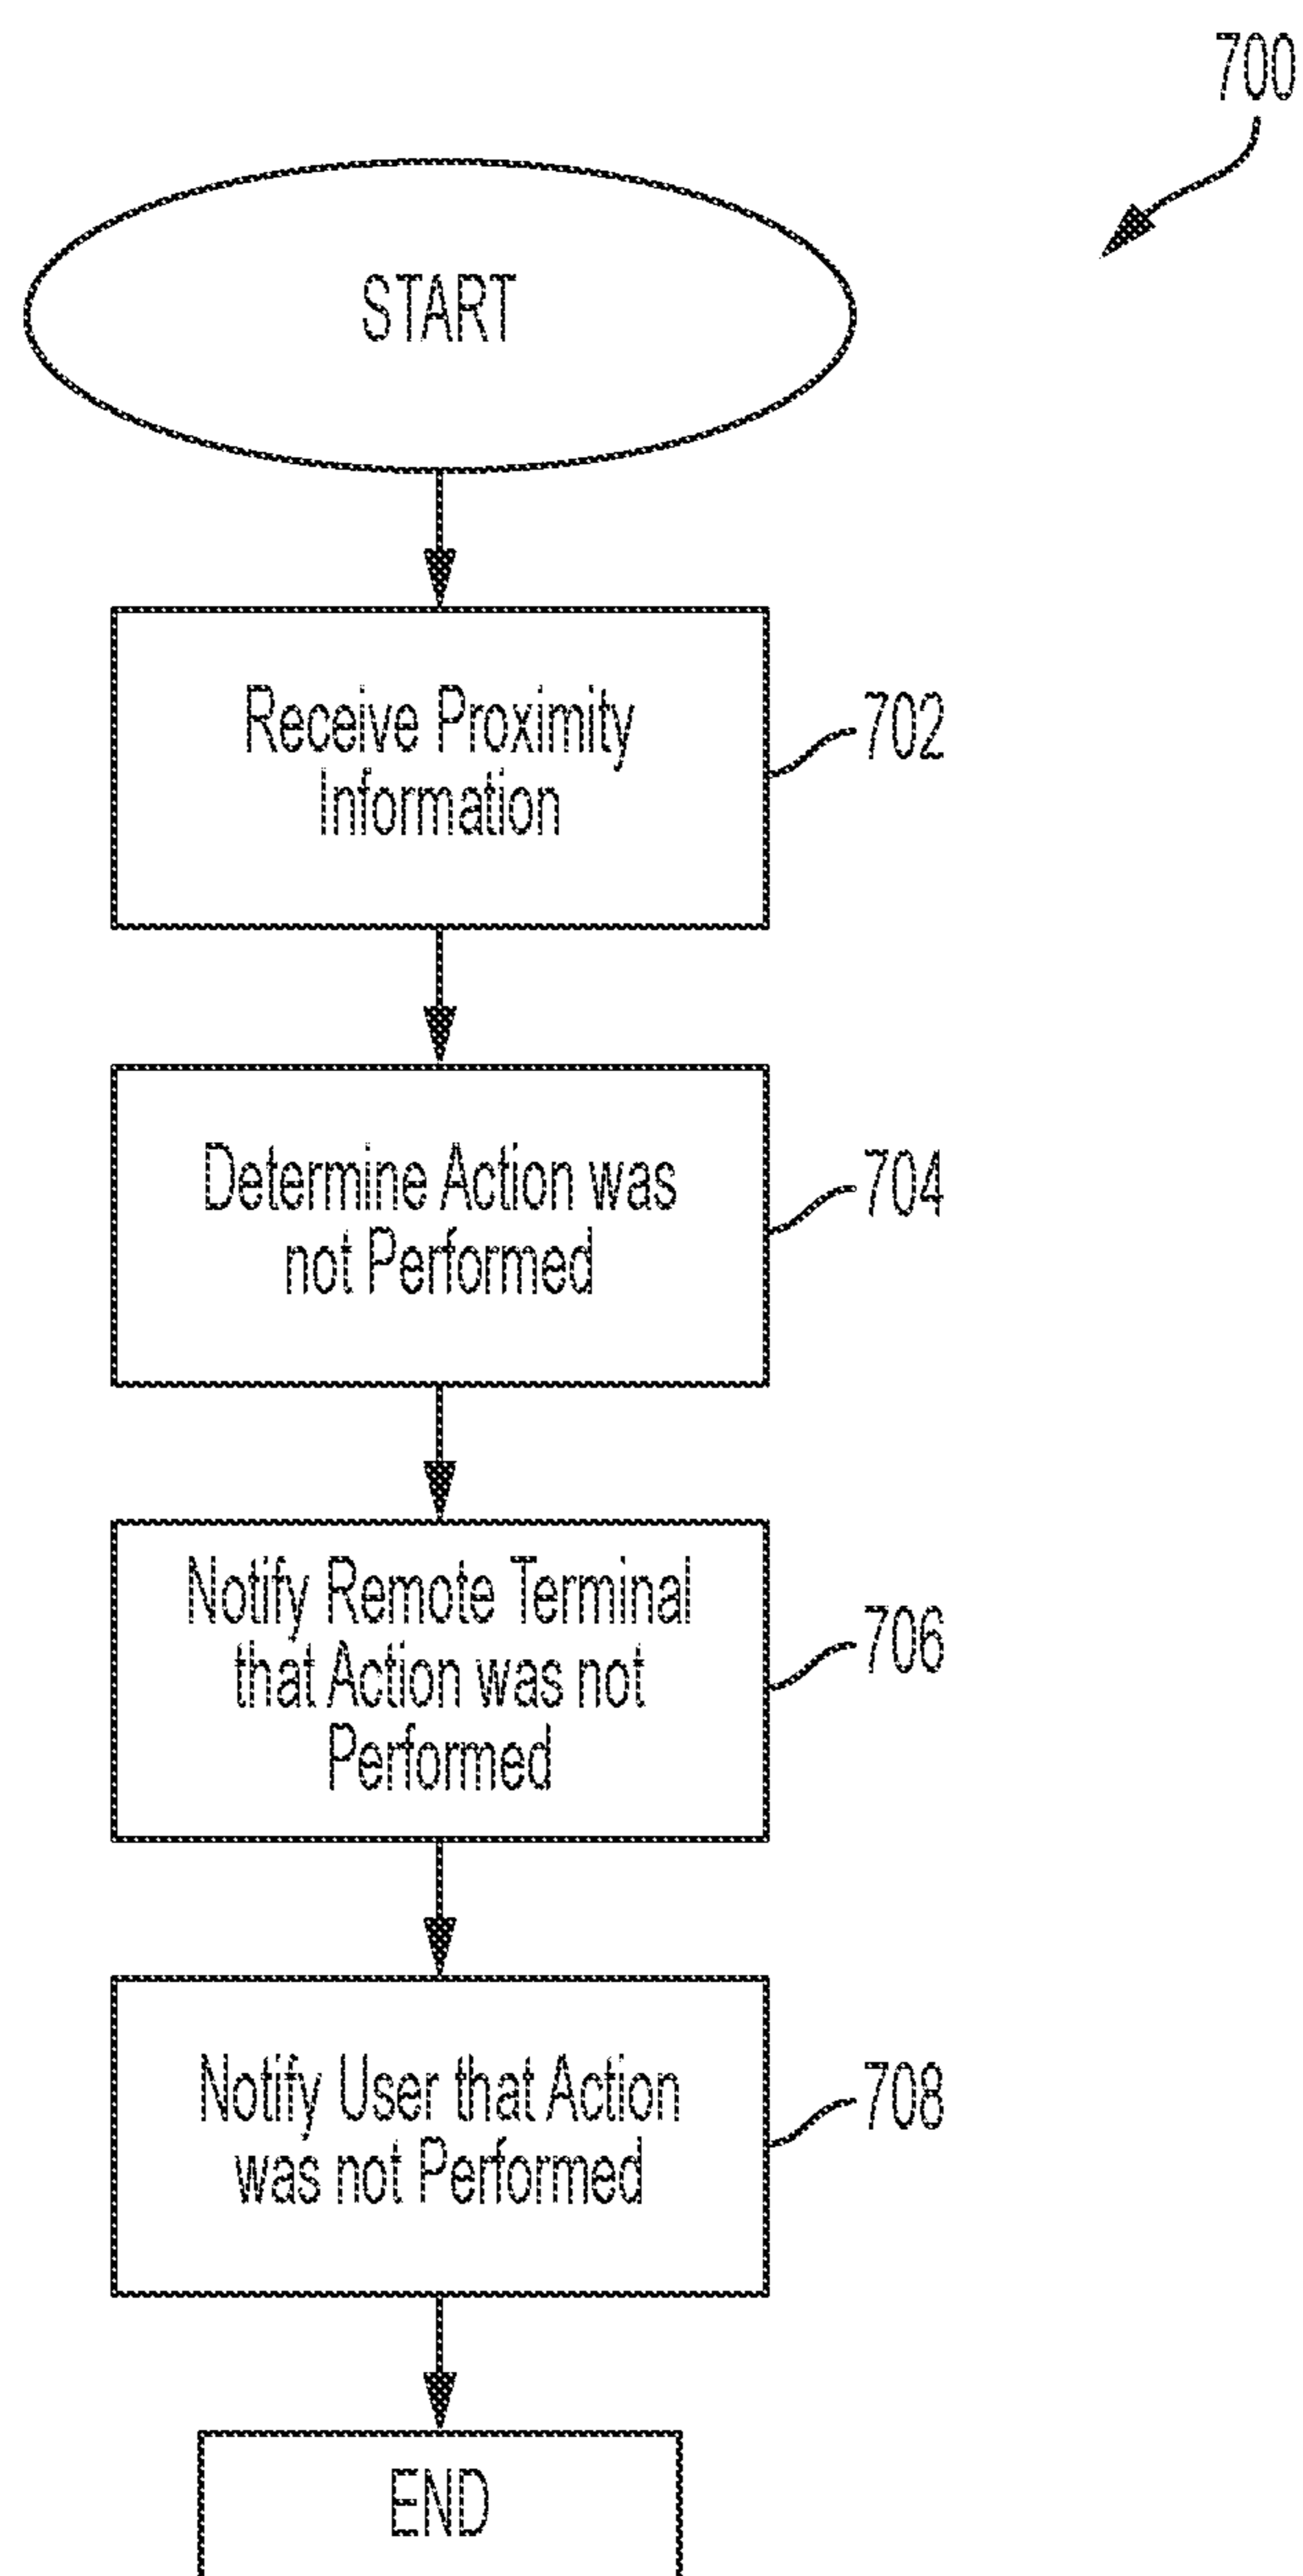 700
START
Receive Proximity
Information
702
Determine Action was
not Performed
704
Notify Remote Terminal
that Action was not
Performed
706
Notify User that Action
was not Performed
708
END